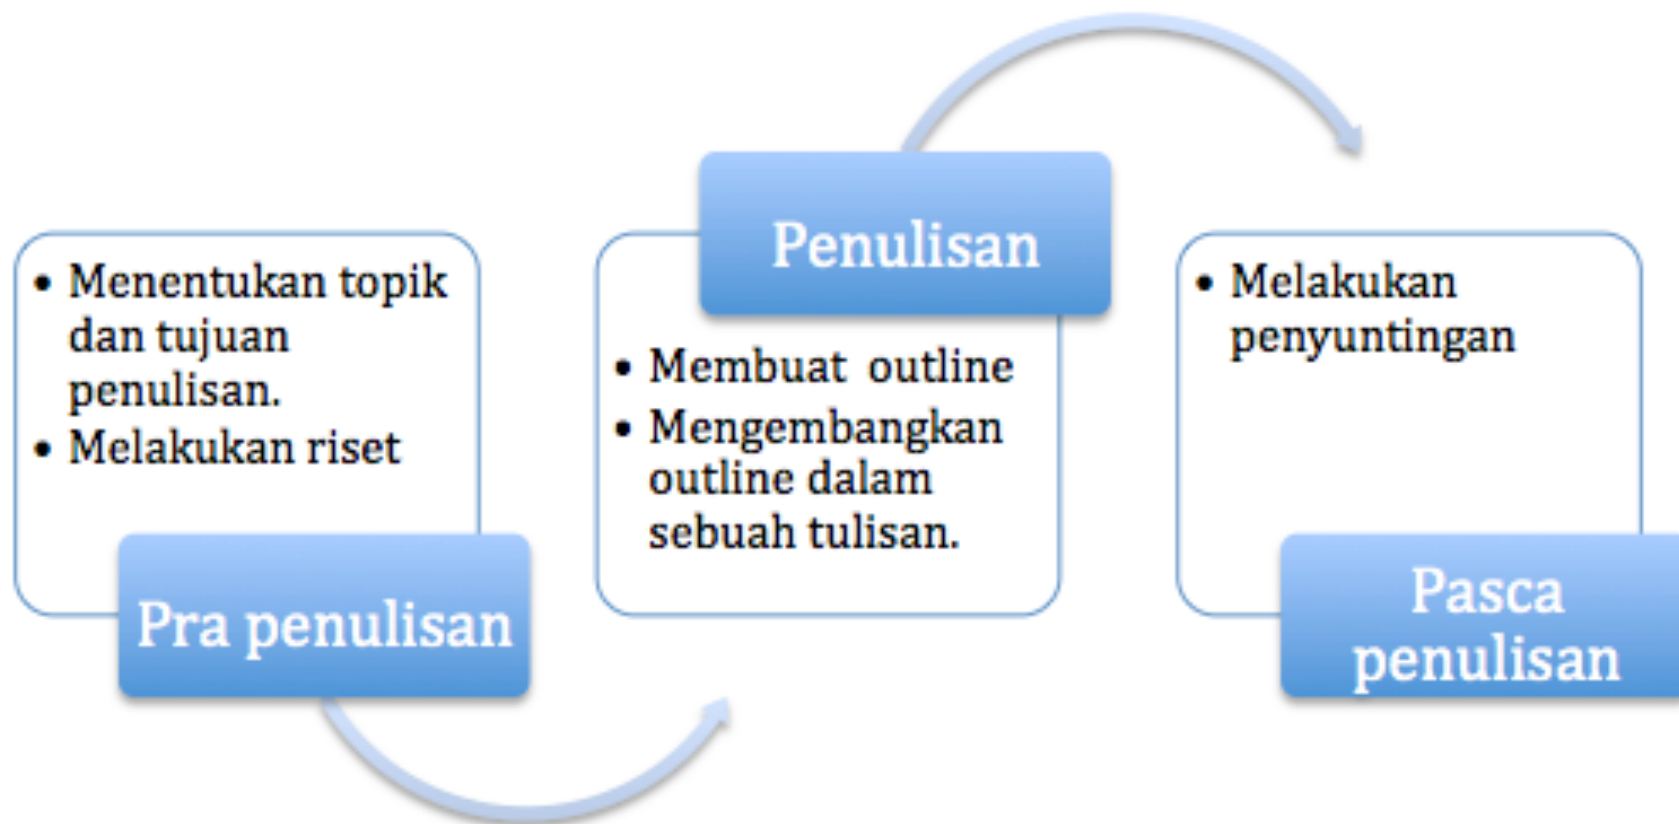 • Menentukan topik
dan tujuan
penulisan.
• Melakukan riset
Pra penulisan
Penulisan
• Membuat outline
• Mengembangkan
outline dalam
sebuah tulisan.
• Melakukan
penyuntingan
Pasca
penulisan